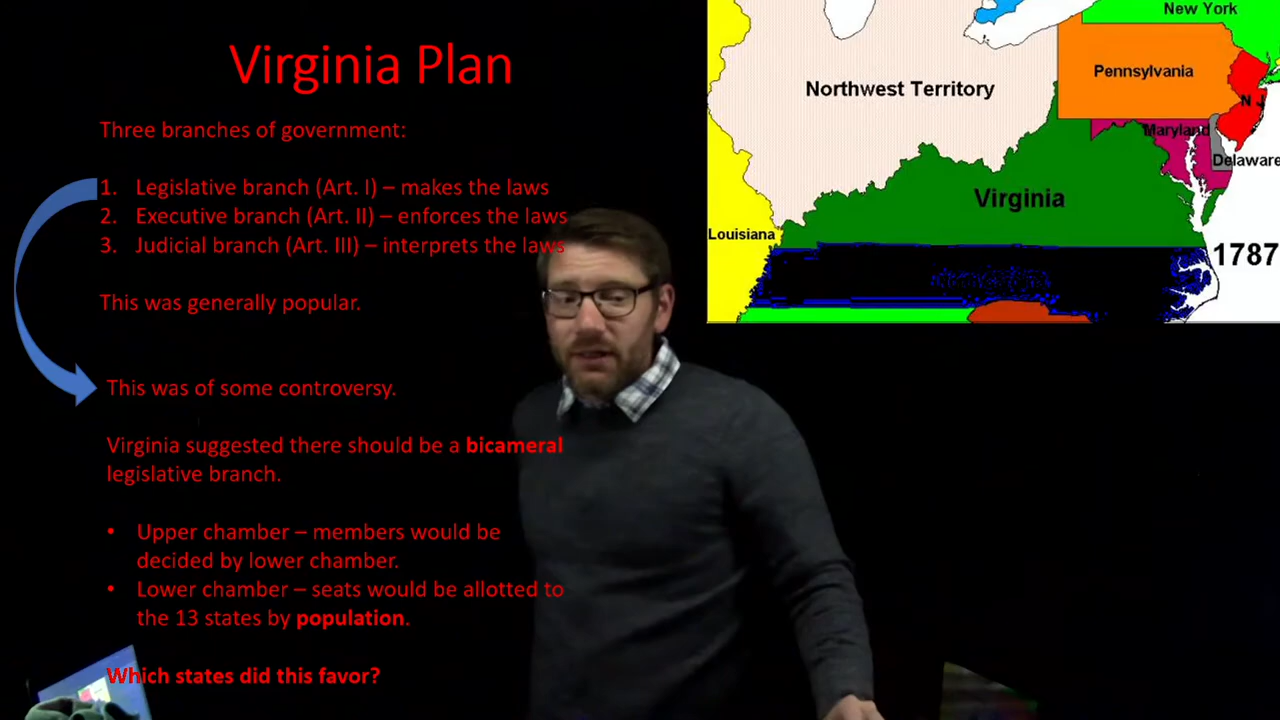 Virginia Plan
Three branches of government:
1. Legislative branch (Art. I) – makes the laws
2. Executive branch (Art. II) – enforces the laws
3. Judicial branch (Art. III) – interprets the laws
This was generally popular.
This was of some controversy.
Virginia suggested there should be a bicameral
legislative branch.
• Upper chamber – members would be
decided by lower chamber.
• Lower chamber – seats would be allotted to
the 13 states by population.
Which states did this favor?
New York
Pennsylvania
Northwest Territory
N J
Maryland
Delaware
Virginia
Louisiana
1787